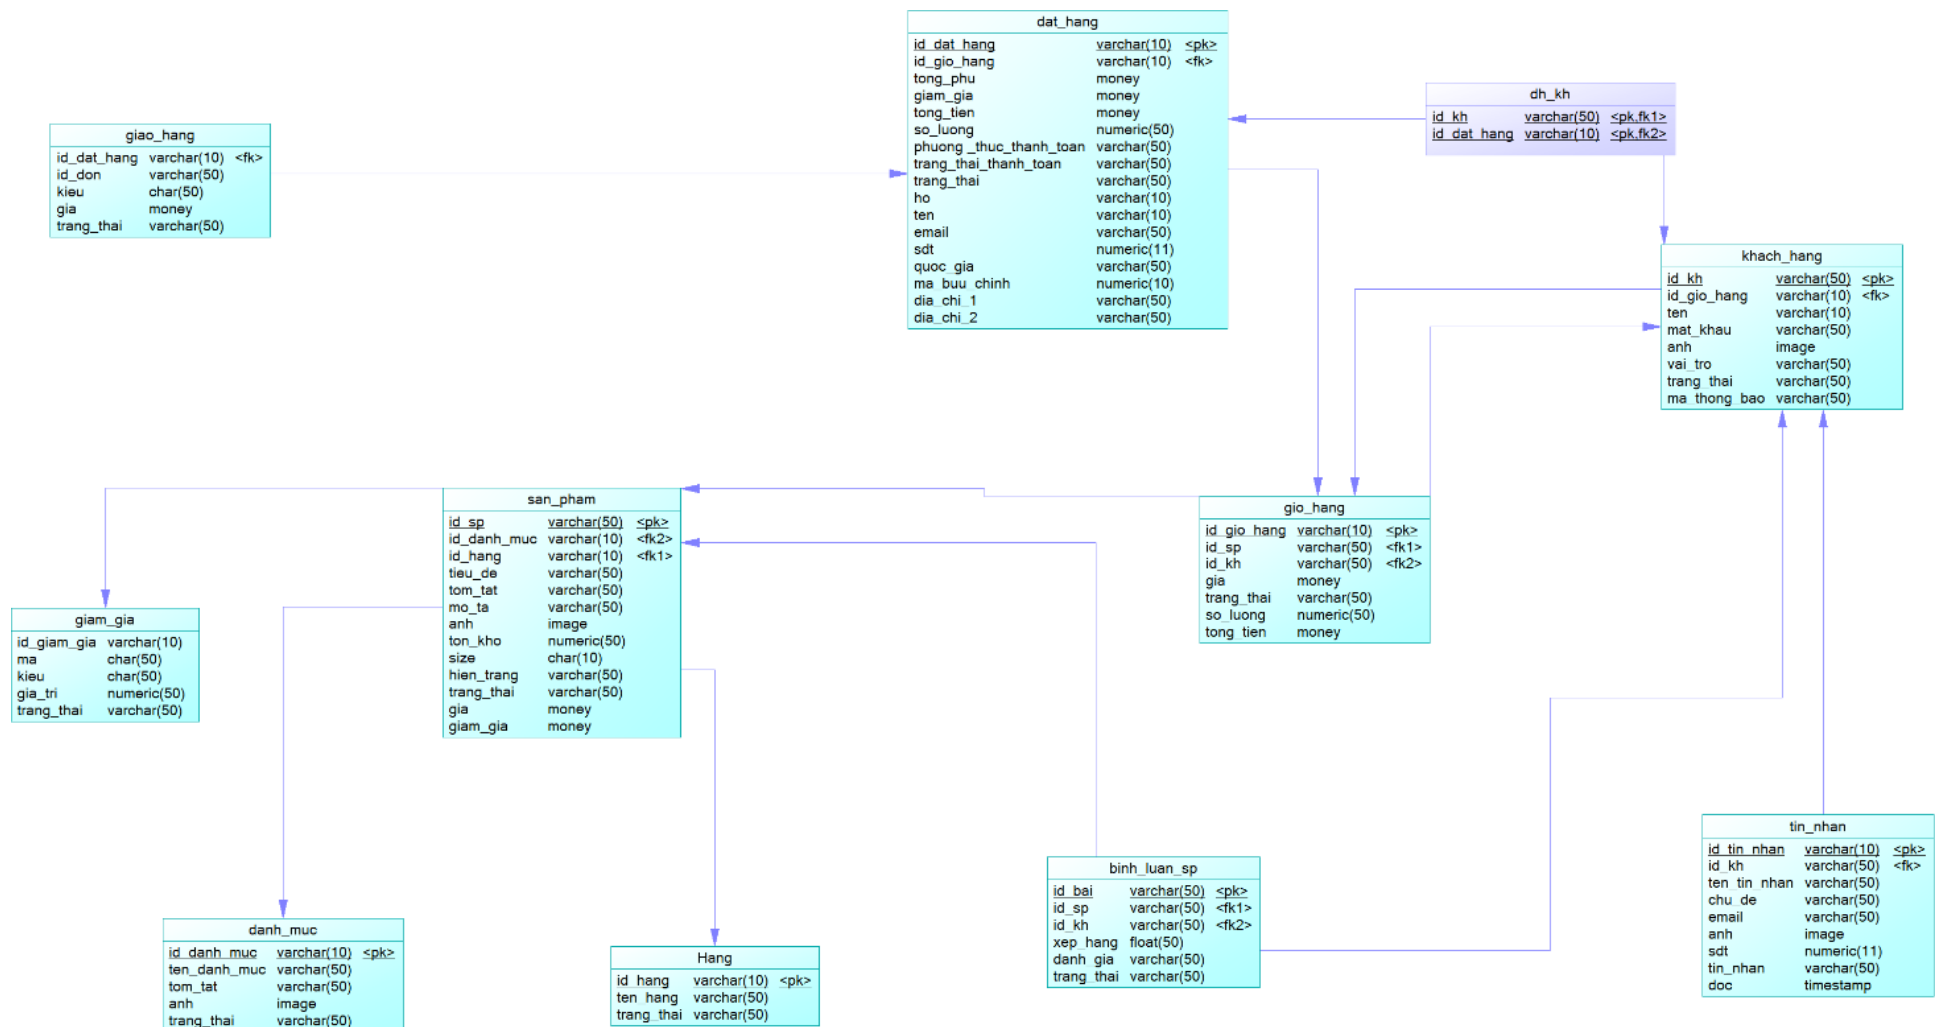 dat_hang
id_dat_hang varchar(10) <pk>
id_gio_hang varchar(10) <fk>
tong_phu money
giam_gia money
tong_tien money
so_luong numeric(50)
phuong _thuc_thanh_toan varchar(50)
trang_thai_thanh_toan varchar(50)
trang_thai varchar(50)
ho varchar(10)
ten varchar(10)
email varchar(50)
sdt numeric(11)
quoc_gia varchar(50)
ma_buu_chinh numeric(10)
dia_chi_1 varchar(50)
dia_chi_2 varchar(50)
dh_kh
id_kh varchar(50) <pk,fk1>
id_dat_hang varchar(10) <pk,fk2>
giao_hang
id_dat_hang varchar(10) <fk>
id_don varchar(50)
kieu char(50)
gia money
trang_thai varchar(50)
khach_hang
id_kh varchar(50) <pk>
id_gio_hang varchar(10) <fk>
ten varchar(10)
mat_khau varchar(50)
anh image
vai_tro varchar(50)
trang_thai varchar(50)
ma_thong_bao varchar(50)
san_pham
id_sp varchar(50) <pk>
id_danh_muc varchar(10) <fk2>
id_hang varchar(10) <fk1>
tieu_de varchar(50)
tom_tat varchar(50)
mo_ta varchar(50)
anh image
ton_kho numeric(50)
size char(10)
hien_trang varchar(50)
trang_thai varchar(50)
gia money
giam_gia money
gio_hang
id_gio_hang varchar(10) <pk>
id_sp varchar(50) <fk1>
id_kh varchar(50) <fk2>
gia money
trang_thai varchar(50)
so_luong numeric(50)
tong_tien money
giam_gia
id_giam_gia varchar(10)
ma char(50)
kieu char(50)
gia_tri numeric(50)
trang_thai varchar(50)
tin_nhan
id_tin_nhan varchar(10) <pk>
id_kh varchar(50) <fk>
ten_tin_nhan varchar(50)
chu_de varchar(50)
email varchar(50)
anh image
sdt numeric(11)
tin_nhan varchar(50)
doc timestamp
binh_luan_sp
id_bai varchar(50) <pk>
id_sp varchar(50) <fk1>
id_kh varchar(50) <fk2>
xep_hang float(50)
danh_gia varchar(50)
trang_thai varchar(50)
danh_muc
id_danh_muc varchar(10) <pk>
ten_danh_muc varchar(50)
tom_tat varchar(50)
anh image
trang_thai varchar(50)
Hang
id_hang varchar(10) <pk>
ten_hang varchar(50)
trang_thai varchar(50)